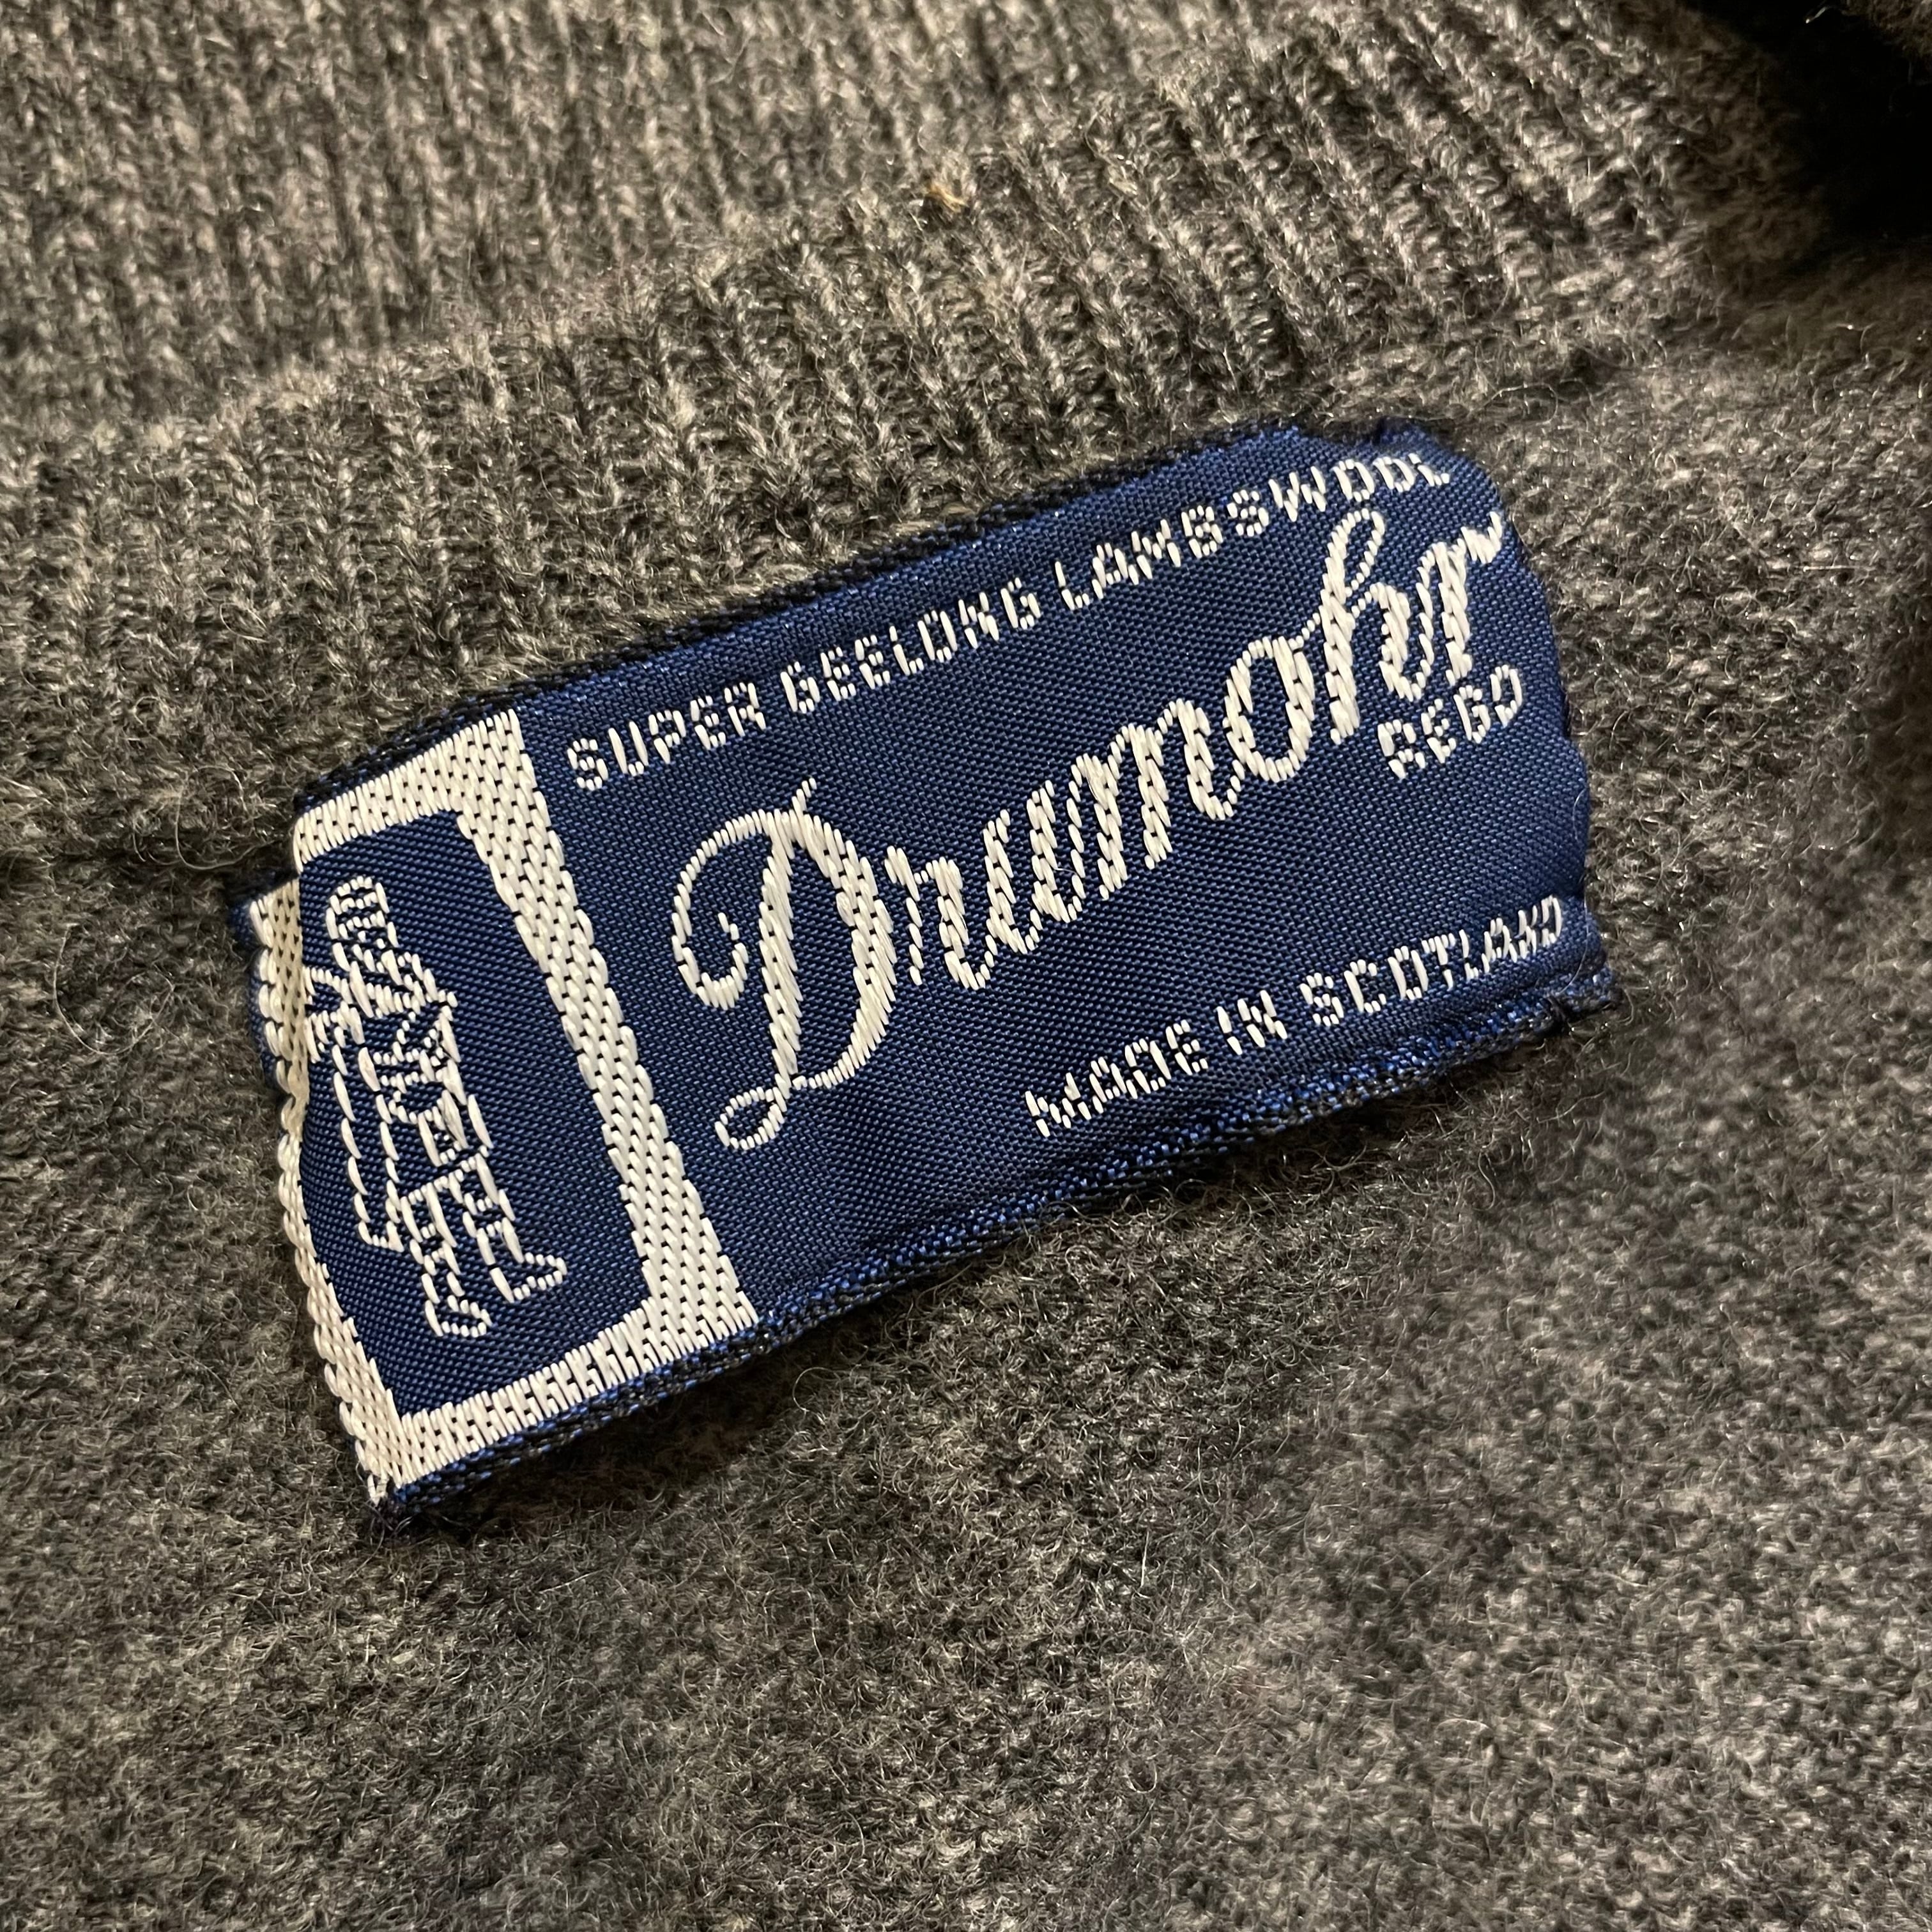 SUPER GEELONG LAMBSWOOL
Drumohr
REGD
MADE IN SCOTLAND